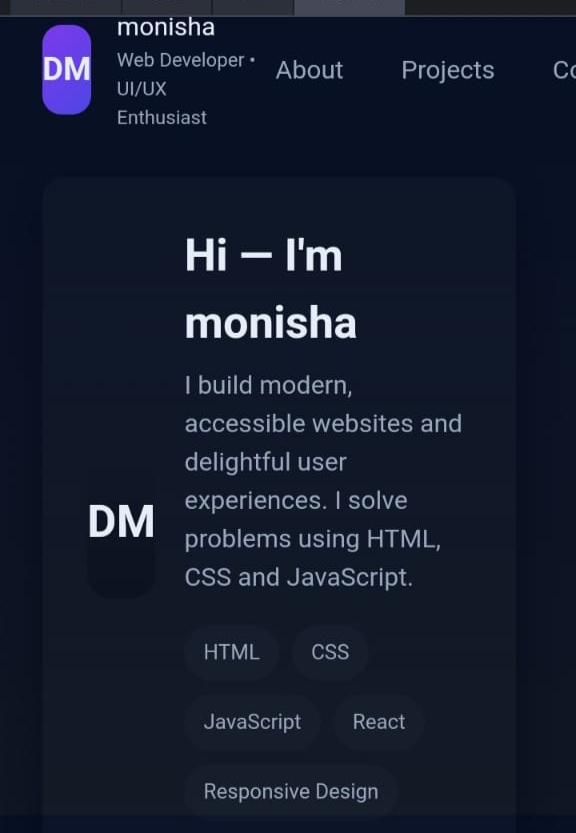 DM
monisha
Web Developer •
UI/UX
Enthusiast
About
Projects
Hi — I'm
monisha
I build modern,
accessible websites and
delightful user
experiences. I solve
problems using HTML,
CSS and JavaScript.
DM
HTML
CSS
JavaScript
React
Responsive Design